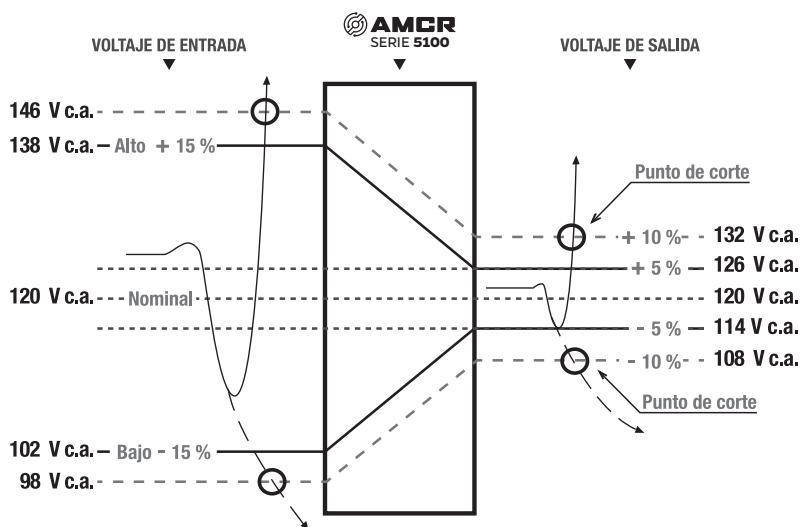 AMCR
SERIE 5100
VOLTAJE DE ENTRADA
VOLTAJE DE SALIDA
146 V c.a.
138 V c.a.
Alto + 15 %
Punto de corte
+ 10 %
132 V c.a.
+ 5 %
126 V c.a.
120 V c.a.
Nominal
120 V c.a.
- 5 %
114 V c.a.
- 10 %
108 V c.a.
Punto de corte
102 V c.a.
Bajo - 15 %
98 V c.a.